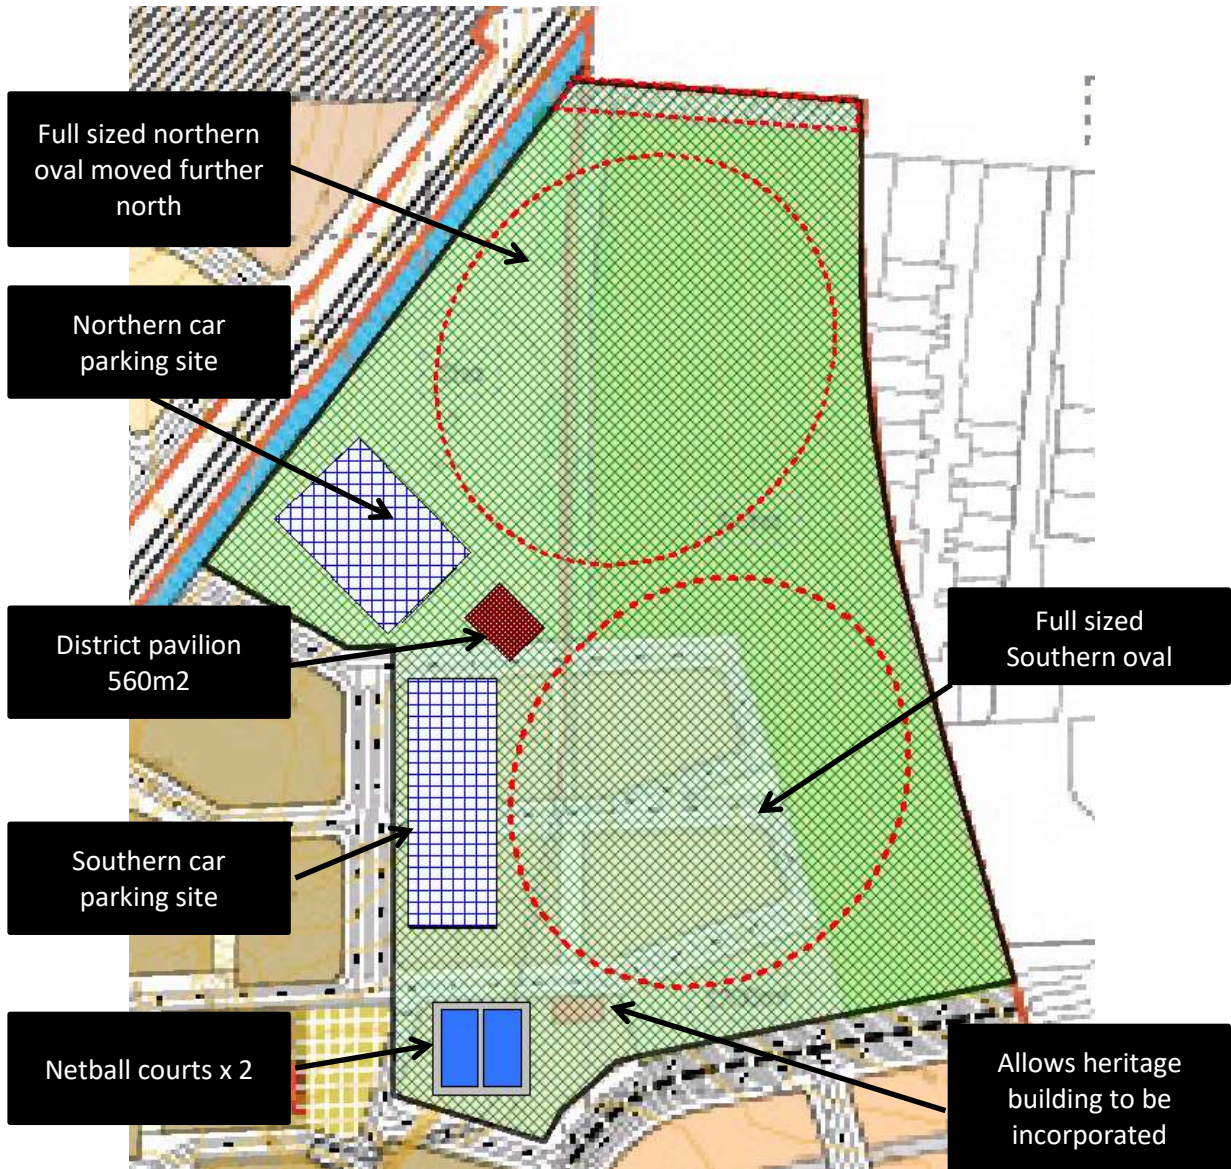 Full sized northern
oval moved further
north
Northern car
parking site
District pavilion
560m2
Full sized
Southern oval
Southern car
parking site
Netball courts x 2
Allows heritage
building to be
incorporated